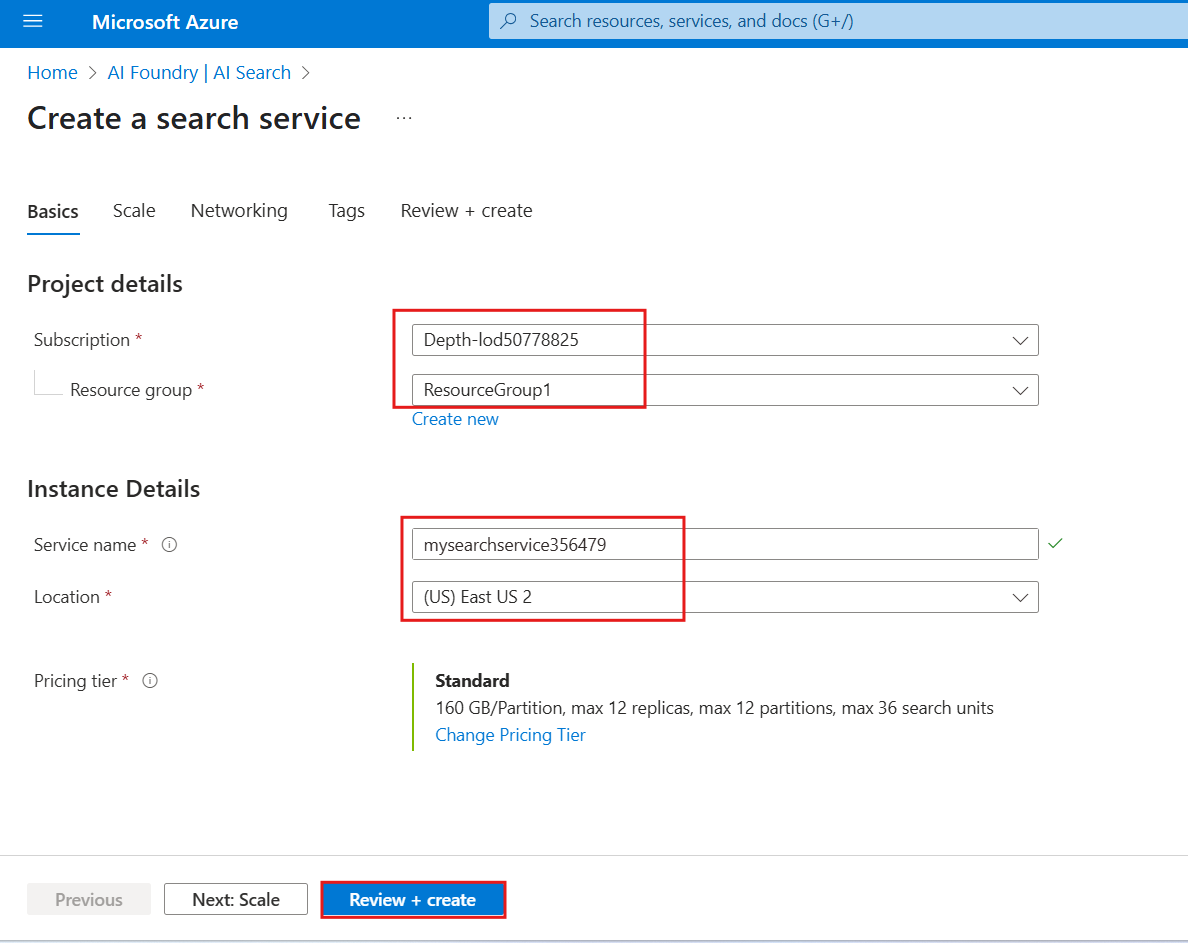 Microsoft Azure
Search resources, services, and docs (G+/)
Home > AI Foundry | AI Search >
Create a search service ...
Basics Scale Networking Tags Review + create
Project details
Subscription * Depth-lod50778825
Resource group * ResourceGroup1
Create new
Instance Details
Service name * mysearchservice356479
Location * (US) East US 2
Pricing tier * Standard
160 GB/Partition, max 12 replicas, max 12 partitions, max 36 search units
Change Pricing Tier
Previous Next: Scale Review + create